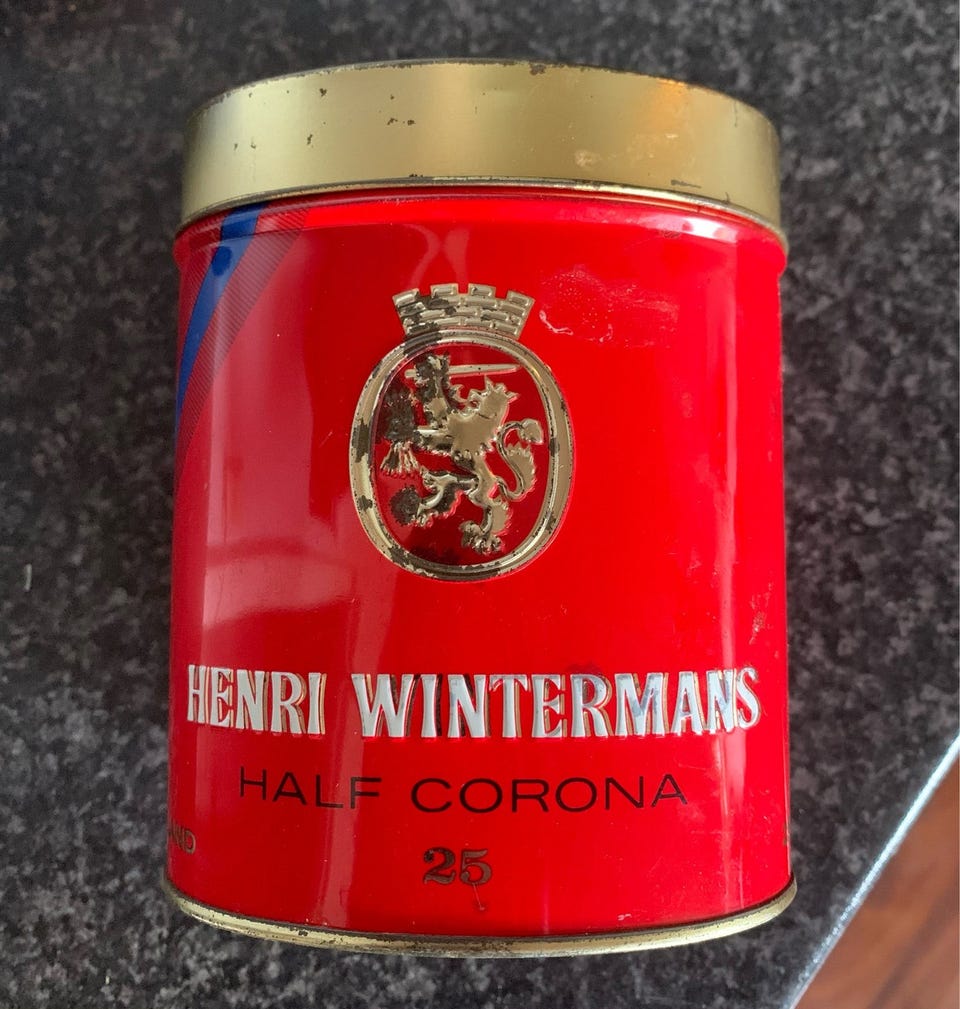 HENRI WINTERMANS
HALF CORONA
25